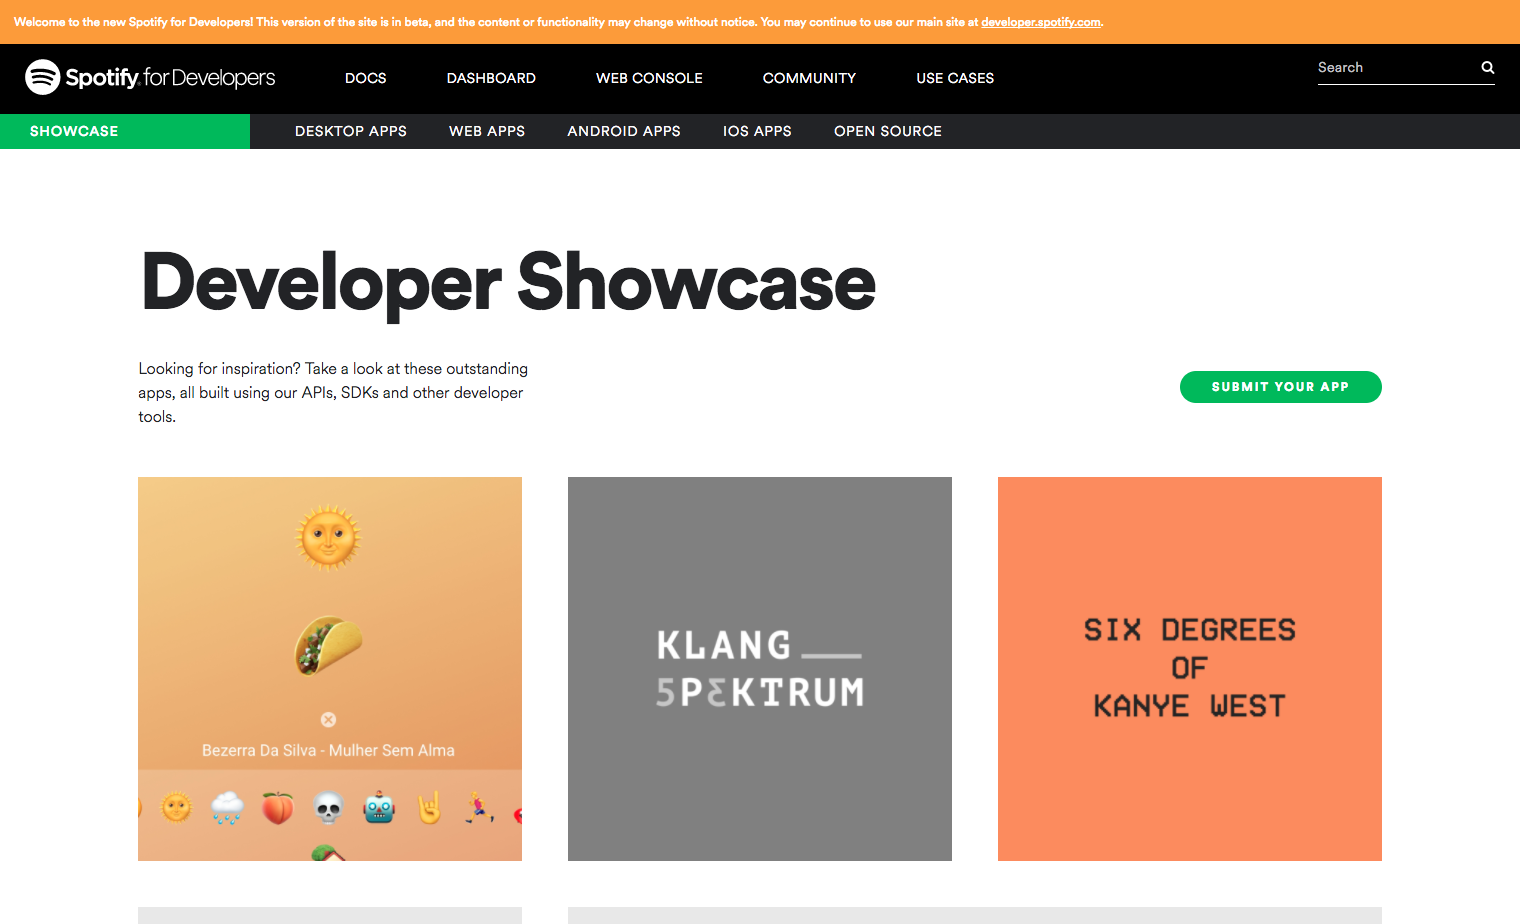 Welcome to the new Spotify for Developers! This version of the site is in beta, and the content or functionality may change without notice. You may continue to use our main site at developer.spotify.com.
Spotify for Developers
DOCS
DASHBOARD
WEB CONSOLE
COMMUNITY
USE CASES
Search
SHOWCASE
DESKTOP APPS
WEB APPS
ANDROID APPS
IOS APPS
OPEN SOURCE
Developer Showcase
Looking for inspiration? Take a look at these outstanding
apps, all built using our APIs, SDKs and other developer
tools.
SUBMIT YOUR APP
Bezerra Da Silva - Mulher Sem Alma
KLANG
5PƐKTRUM
SIX DEGREES
OF
KANYE WEST